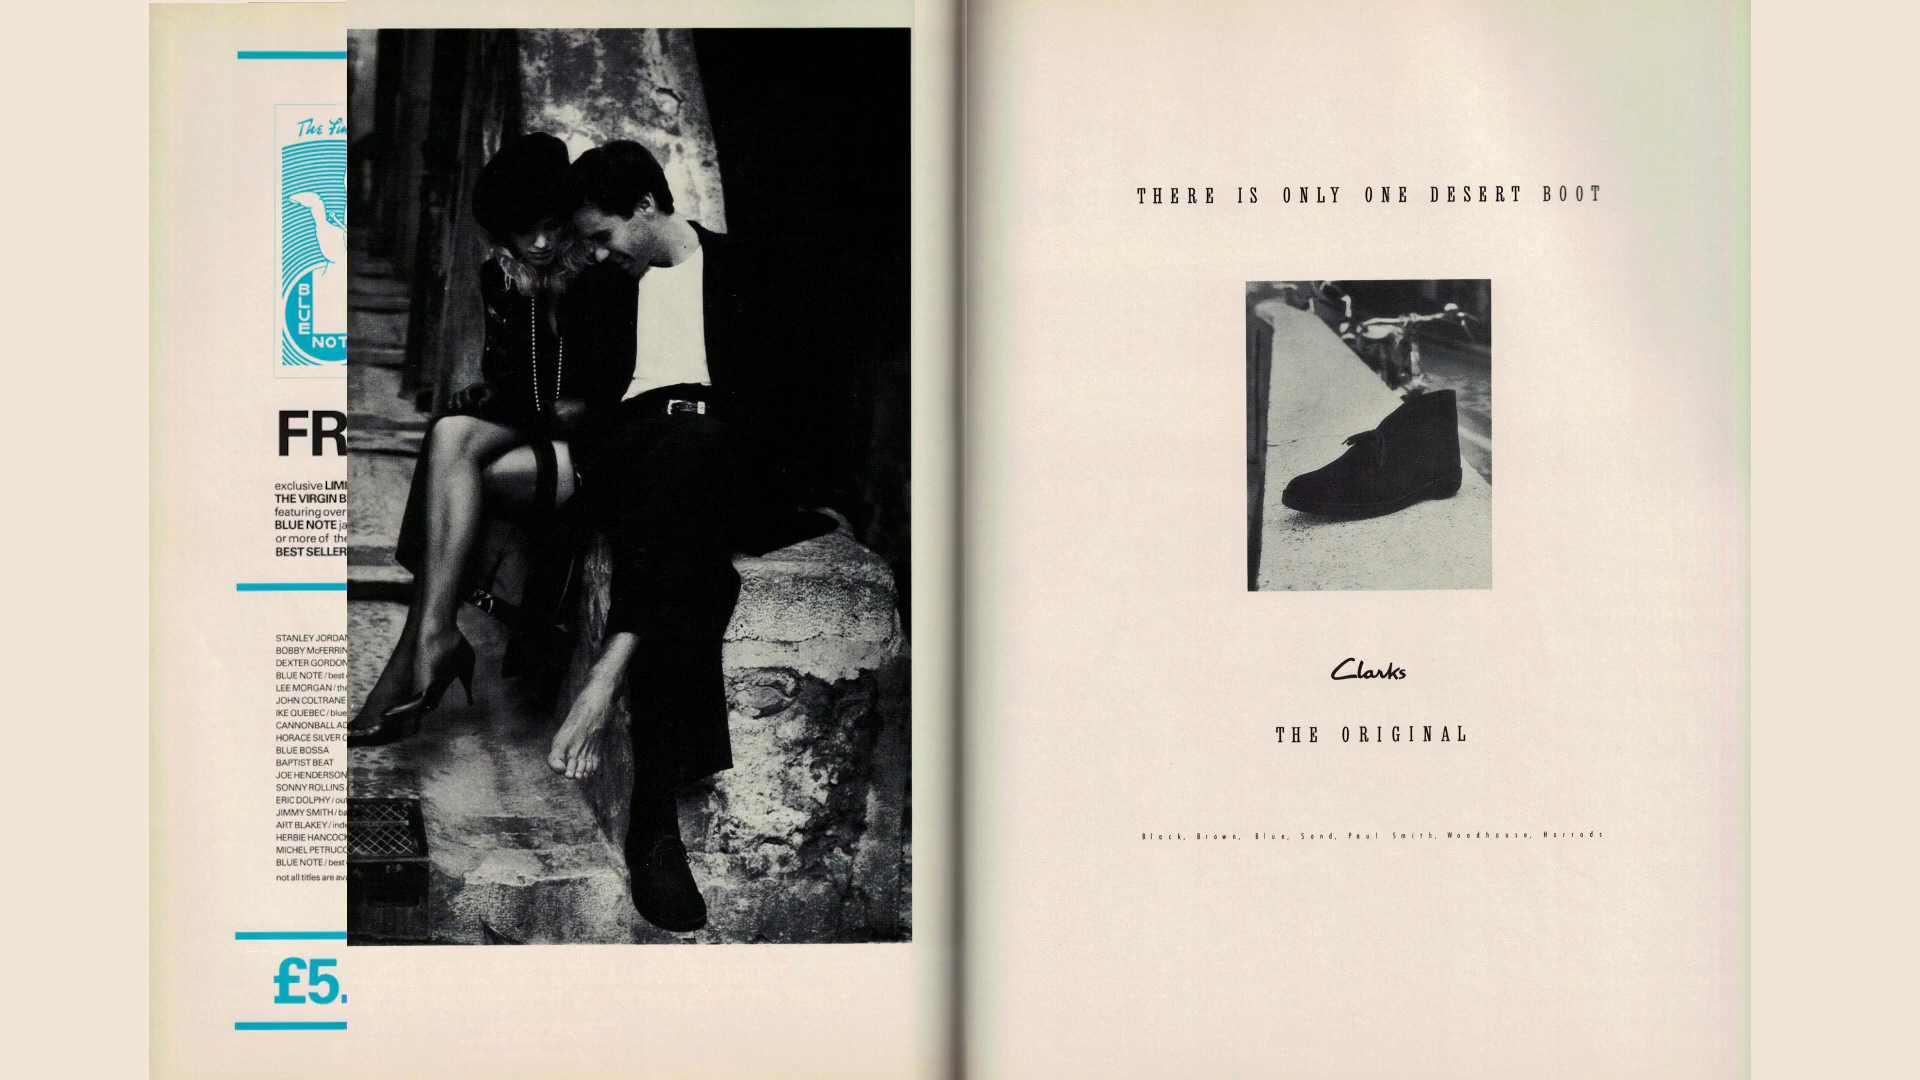 The
BLUE
NOT
FR
exclusive LIMI
THE VIRGIN B
featuring over
BLUE NOTE ja
or more of the
BEST SELLER
STANLEY JORDAN
BOBBY McFERRIN
DEXTER GORDON
BLUE NOTE / best
LEE MORGAN / the
JOHN COLTRANE
IKE QUEBEC / blue
CANNONBALL AD
HORACE SILVER
BLUE BOSSA
BAPTIST BEAT
JOE HENDERSON
SONNY ROLLINS
ERIC DOLPHY / out
JIMMY SMITH / ba
ART BLAKEY / inde
HERBIE HANCOCK
MICHEL PETRUCC
BLUE NOTE / best
not all titles are ava
£5.
THERE IS ONLY ONE DESERT BOOT
Clarks
THE ORIGINAL
Black, Brown, Blue, Sand, Paul Smith, Woodhouse, Harrods